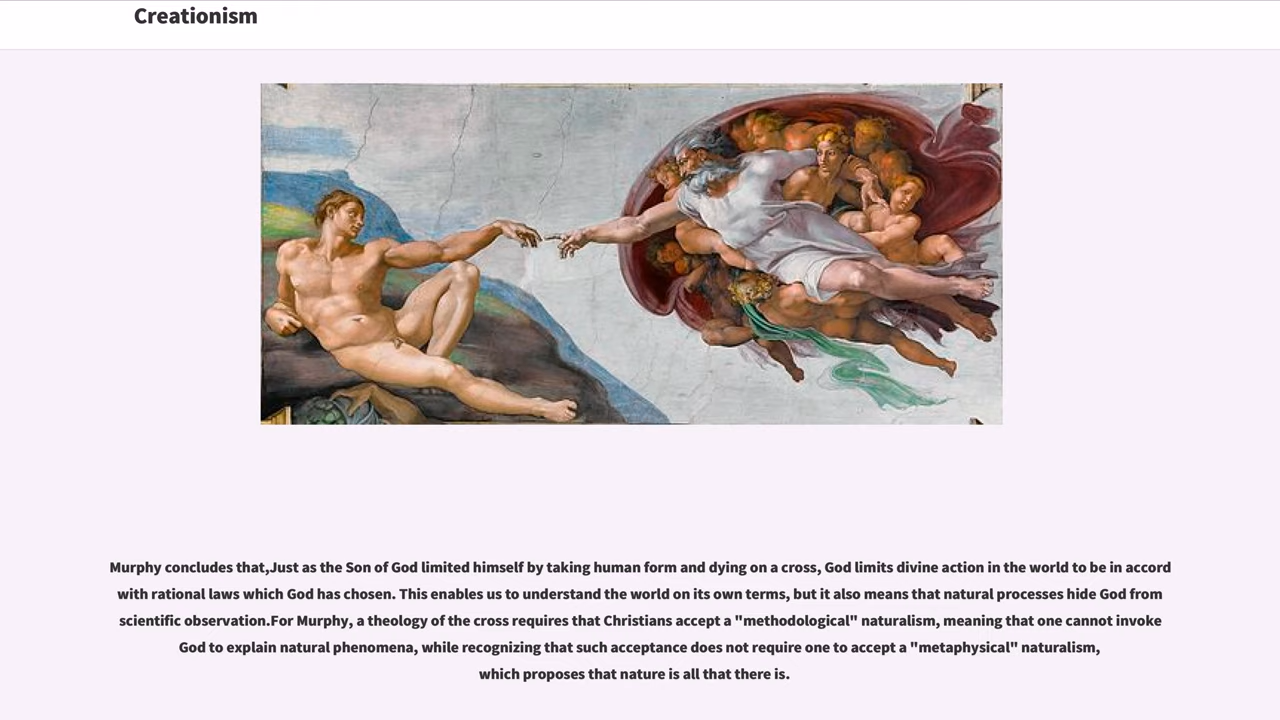 Creationism
Murphy concludes that,Just as the Son of God limited himself by taking human form and dying on a cross, God limits divine action in the world to be in accord
with rational laws which God has chosen. This enables us to understand the world on its own terms, but it also means that natural processes hide God from
scientific observation.For Murphy, a theology of the cross requires that Christians accept a "methodological" naturalism, meaning that one cannot invoke
God to explain natural phenomena, while recognizing that such acceptance does not require one to accept a "metaphysical" naturalism,
which proposes that nature is all that there is.